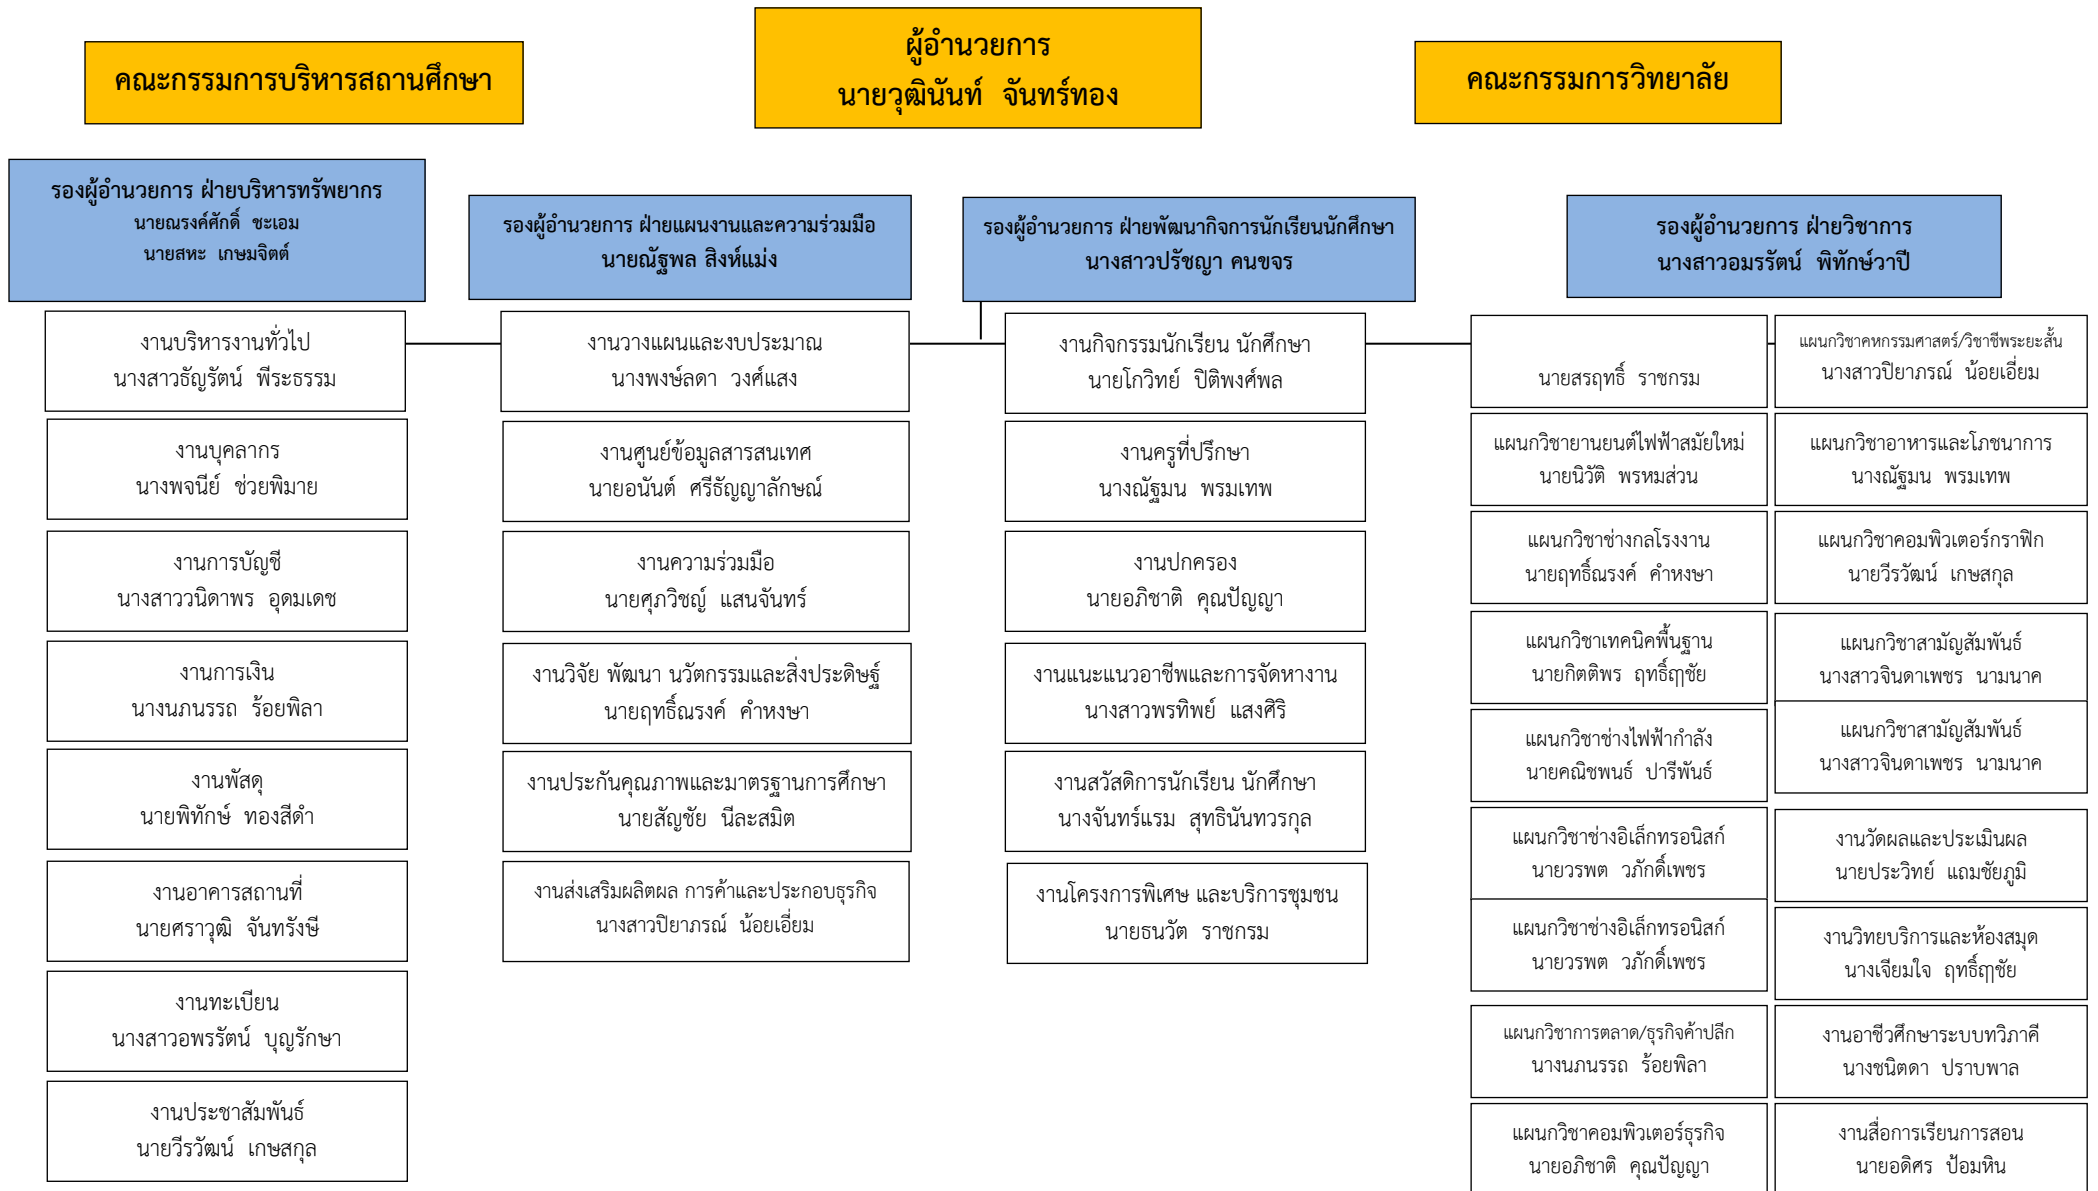 คณะกรรมการบริหารสถานศึกษา
ผู้อำนวยการ
นายวุฒินันท์ จันทร์ทอง
คณะกรรมการวิทยาลัย
รองผู้อำนวยการ ฝ่ายบริหารทรัพยากร
นายณรงค์ศักดิ์ ชะเอม
นายสหะ เกษมจิตต์
รองผู้อำนวยการ ฝ่ายแผนงานและความร่วมมือ
นายณัฐพล สิงห์แม่ง
รองผู้อำนวยการ ฝ่ายพัฒนากิจการนักเรียนนักศึกษา
นางสาวปรัชญา คนขจร
รองผู้อำนวยการ ฝ่ายวิชาการ
นางสาวอมรรัตน์ พิทักษ์วาปี
งานบริหารงานทั่วไป
นางสาวธัญรัตน์ พีระธรรม
งานบุคลากร
นางพจนีย์ ช่วยพิมาย
งานการบัญชี
นางสาววนิดาพร อุดมเดช
งานการเงิน
นางนภนรรถ ร้อยพิลา
งานพัสดุ
นายพิทักษ์ ทองสีดำ
งานอาคารสถานที่
นายศราวุฒิ จันทรังษี
งานทะเบียน
นางสาวอพรรัตน์ บุญรักษา
งานประชาสัมพันธ์
นายวีรวัฒน์ เกษสกุล
งานวางแผนและงบประมาณ
นางพงษ์ลดา วงศ์แสง
งานศูนย์ข้อมูลสารสนเทศ
นายอนันต์ ศรีธัญญาลักษณ์
งานความร่วมมือ
นายศุภวิชญ์ แสนจันทร์
งานวิจัย พัฒนา นวัตกรรมและสิ่งประดิษฐ์
นายฤทธิ์ณรงค์ คำหงษา
งานประกันคุณภาพและมาตรฐานการศึกษา
นายสัญชัย นีละสมิต
งานส่งเสริมผลิตผล การค้าและประกอบธุรกิจ
นางสาวปิยาภรณ์ น้อยเอี่ยม
งานกิจกรรมนักเรียน นักศึกษา
นายโกวิทย์ ปิติพงศ์พล
งานครูที่ปรึกษา
นางณัฐมน พรมเทพ
งานปกครอง
นายอภิชาติ คุณปัญญา
งานแนะแนวอาชีพและการจัดหางาน
นางสาวพรทิพย์ แสงศิริ
งานสวัสดิการนักเรียน นักศึกษา
นางจันทร์แรม สุทธินันทวรกุล
งานโครงการพิเศษ และบริการชุมชน
นายธนวัต ราชกรม
นายสรฤทธิ์ ราชกรม
แผนกวิชายานยนต์ไฟฟ้าสมัยใหม่
นายนิวัติ พรหมส่วน
แผนกวิชาช่างกลโรงงาน
นายฤทธิ์ณรงค์ คำหงษา
แผนกวิชาเทคนิคพื้นฐาน
นายกิตติพร ฤทธิ์ฤๅชัย
แผนกวิชาช่างไฟฟ้ากำลัง
นายคณิชพนธ์ ปารีพันธ์
แผนกวิชาช่างอิเล็กทรอนิสก์
นายวรพต วภักดิ์เพชร
แผนกวิชาช่างอิเล็กทรอนิสก์
นายวรพต วภักดิ์เพชร
แผนกวิชาการตลาด/ธุรกิจค้าปลีก
นางนภนรรถ ร้อยพิลา
แผนกวิชาคอมพิวเตอร์ธุรกิจ
นายอภิชาติ คุณปัญญา
แผนกวิชาคหกรรมศาสตร์/วิชาชีพระยะสั้น
นางสาวปิยาภรณ์ น้อยเอี่ยม
แผนกวิชาอาหารและโภชนาการ
นางณัฐมน พรมเทพ
แผนกวิชาคอมพิวเตอร์กราฟิก
นายวีรวัฒน์ เกษสกุล
แผนกวิชาสามัญสัมพันธ์
นางสาวจินดาเพชร นามนาค
แผนกวิชาสามัญสัมพันธ์
นางสาวจินดาเพชร นามนาค
งานวัดผลและประเมินผล
นายประวิทย์ แถมชัยภูมิ
งานวิทยบริการและห้องสมุด
นางเจียมใจ ฤทธิ์ฤๅชัย
งานอาชีวศึกษาระบบทวิภาคี
นางชนิตดา ปราบพาล
งานสื่อการเรียนการสอน
นายอดิศร ป้อมหิน